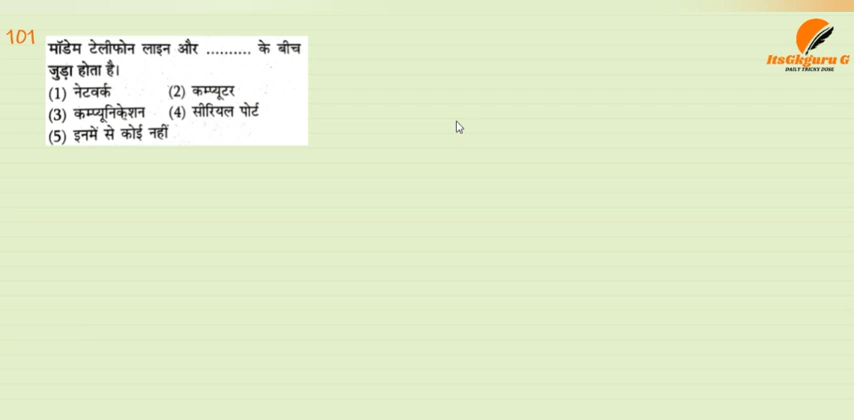 101
मॉडेम टेलीफोन लाइन और .......... के बीच
जुड़ा होता है।
(1) नेटवर्क (2) कम्प्यूटर
(3) कम्प्यूनिकेशन (4) सीरियल पोर्ट
(5) इनमें से कोई नहीं
ItsGkguru G
DAILY TRICKY DOSE